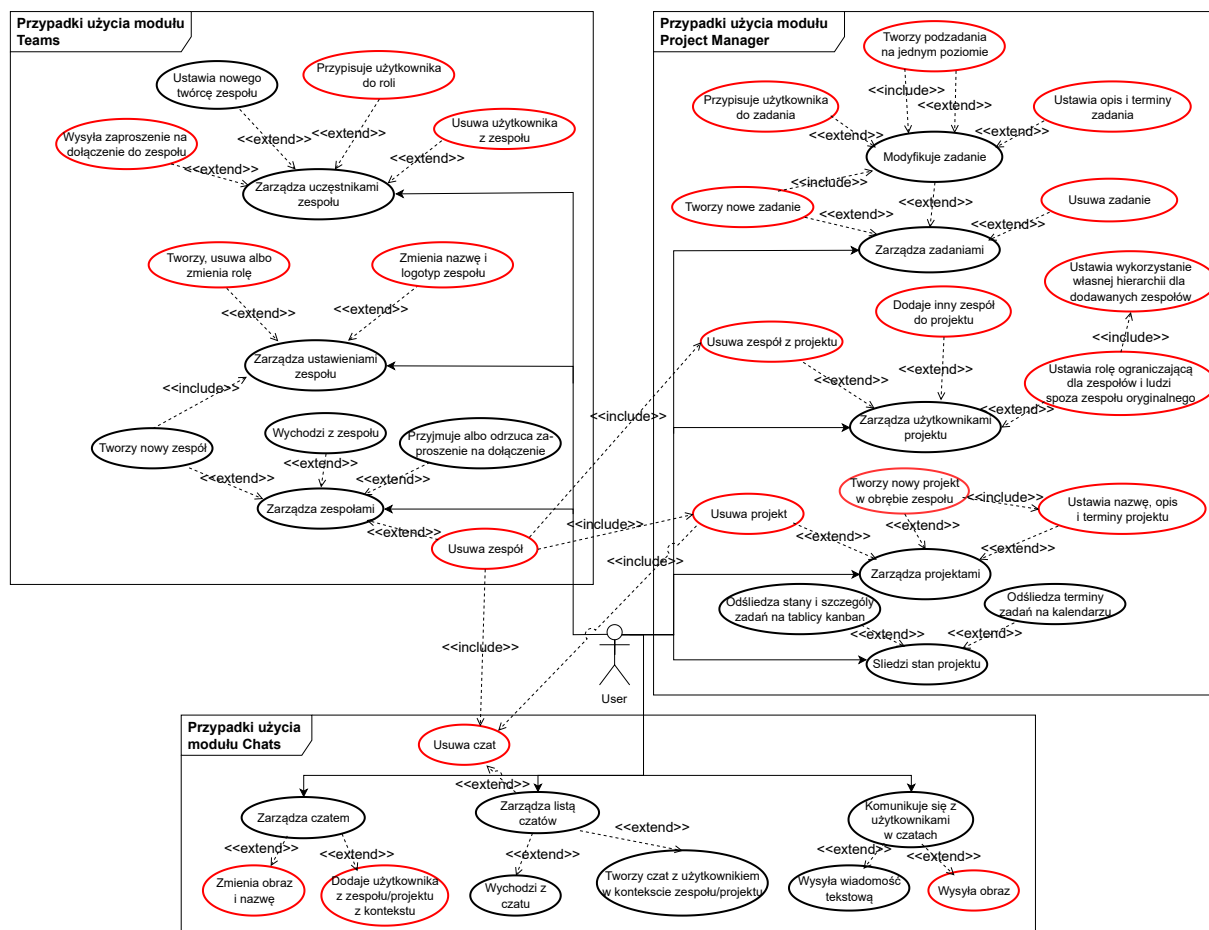 Przypadki użycia modułu
Teams
Ustawia nowego
twórcę zespołu
Przypisuje użytkownika
do roli
<<extend>>
<<extend>>
Wysyła zaproszenie na
dołączenie do zespołu
Usuwa użytkownika
z zespołu
<<extend>>
<<extend>>
Zarządza uczęstnikami
zespołu
Tworzy, usuwa albo
zmienia rolę
Zmienia nazwę i
logotyp zespołu
<<extend>>
<<extend>>
Zarządza ustawieniami
zespołu
<<include>>
Tworzy nowy zespół
Wychodzi z zespołu
Przyjmuje albo odrzuca za-
proszenie na dołączenie
<<extend>>
<<extend>>
<<extend>>
Zarządza zespołami
<<extend>>
Usuwa zespół
<<include>>
<<include>>
<<include>>
<<include>>
User
Przypadki użycia modułu
Project Manager
Tworzy podzadania
na jednym poziomie
<<include>>
<<extend>>
Przypisuje użytkownika
do zadania
Ustawia opis i terminy
zadania
<<extend>>
<<extend>>
Modyfikuje zadanie
<<include>>
Tworzy nowe zadanie
<<extend>>
Usuwa zadanie
<<extend>>
<<extend>>
Zarządza zadaniami
Ustawia wykorzystanie
własnej hierarchii dla
dodawanych zespołów
Dodaje inny zespół
do projektu
Usuwa zespół z projektu
<<include>>
<<extend>>
<<extend>>
Ustawia rolę ograniczającą
dla zespołów i ludzi
spoza zespołu oryginalnego
<<extend>>
Zarządza użytkownikami
projektu
Tworzy nowy projekt
w obrębie zespołu
<<include>>
Ustawia nazwę, opis
i terminy projektu
Usuwa projekt
<<extend>>
<<extend>>
<<extend>>
Zarządza projektami
Odśliedza stany i szczególy
zadań na tablicy kanban
Odśliedza terminy
zadań na kalendarzu
<<extend>>
<<extend>>
Sliedzi stan projektu
Przypadki użycia
modułu Chats
Usuwa czat
<<extend>>
Zarządza czatem
Zarządza listą
czatów
Komunikuje się z
użytkownikami
w czatach
<<extend>>
<<extend>>
<<extend>>
<<extend>>
<<extend>>
<<extend>>
Zmienia obraz
i nazwę
Dodaje użytkownika
z zespołu/projektu
z kontekstu
Wychodzi z
czatu
Tworzy czat z użytkownikiem
w kontekscie zespołu/projektu
Wysyła wiadomość
tekstową
Wysyła obraz